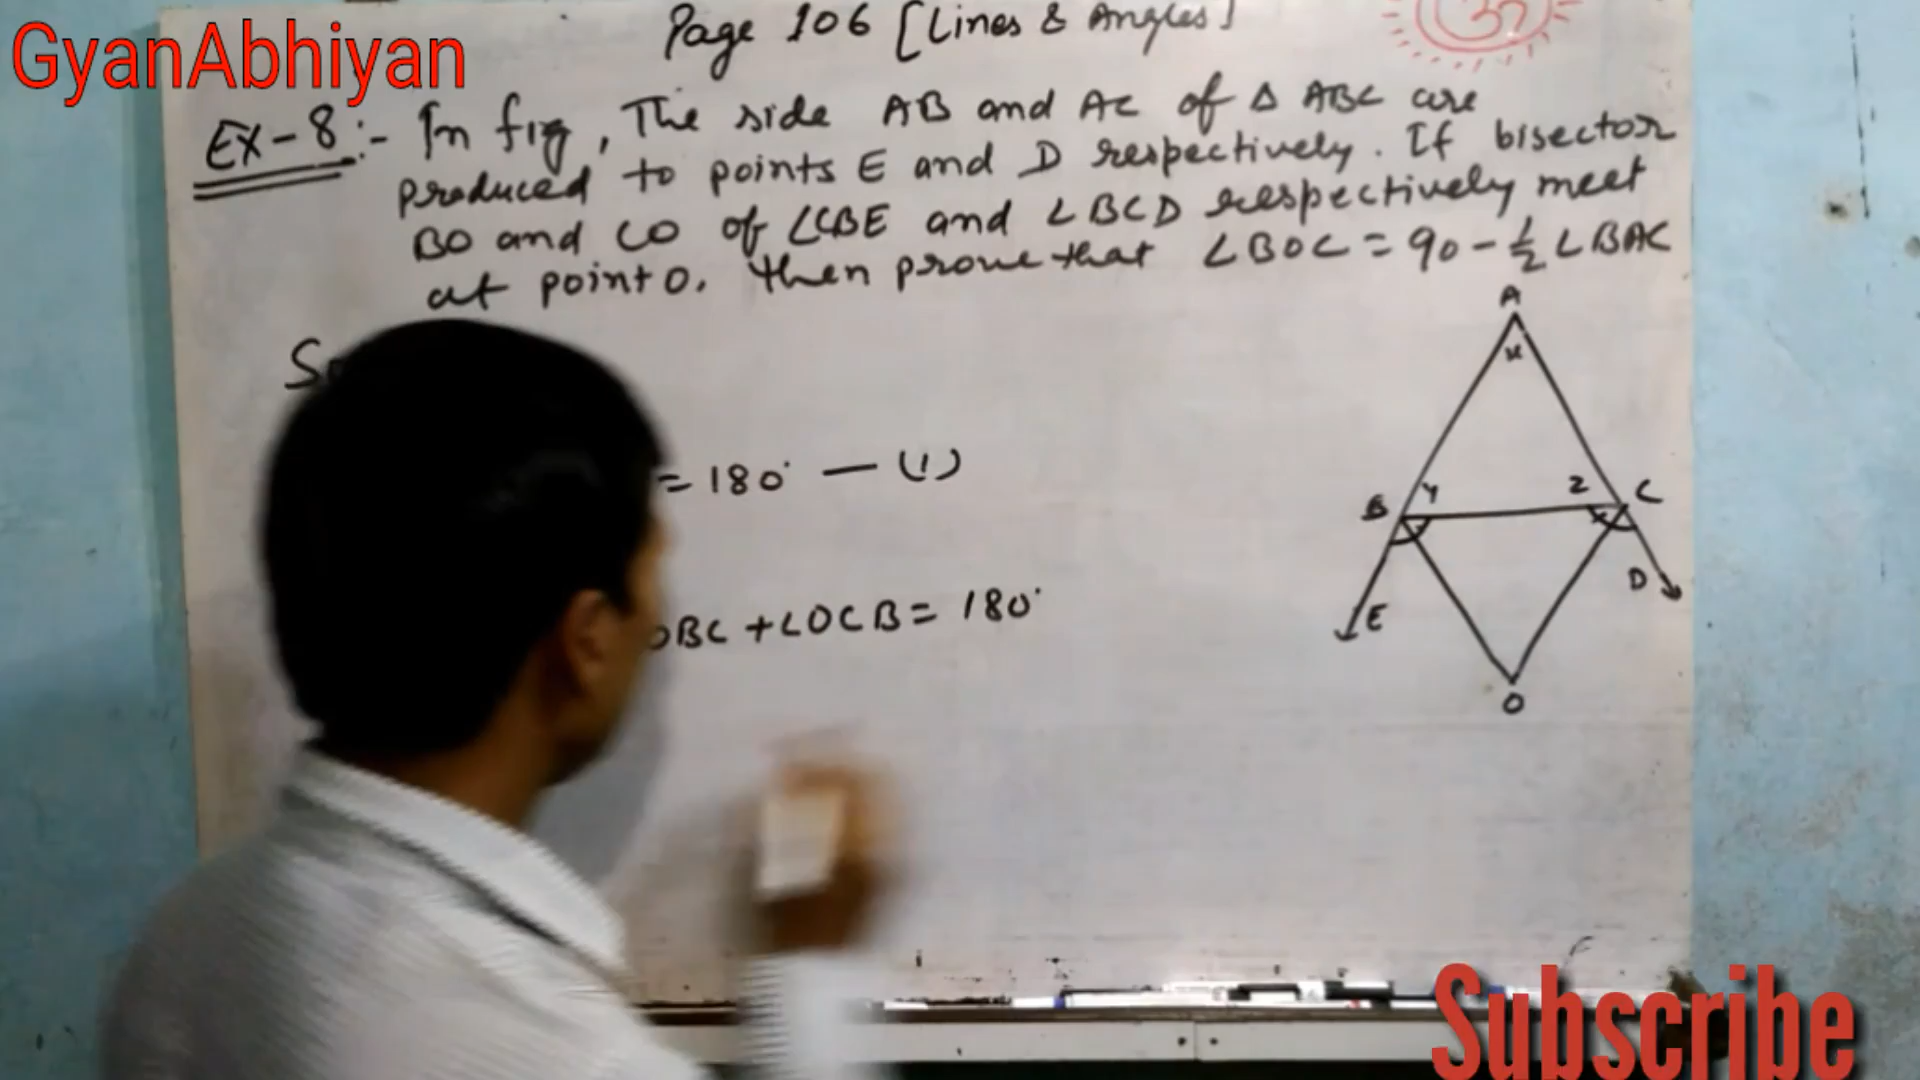 GyanAbhiyan
Page 106 [Lines & Angles]
37
Ex-8:- In fig, The side AB and AC of Δ ABC are
produced to points E and D respectively. If bisector
BO and CO of ∠CBE and ∠BCD respectively meet
at point O. then prove that ∠BOC = 90 - 1/2 ∠BAC
= 180° — (1)
OBC + ∠OCB = 180°
A
x
B
y
z
C
E
D
O
Subscribe